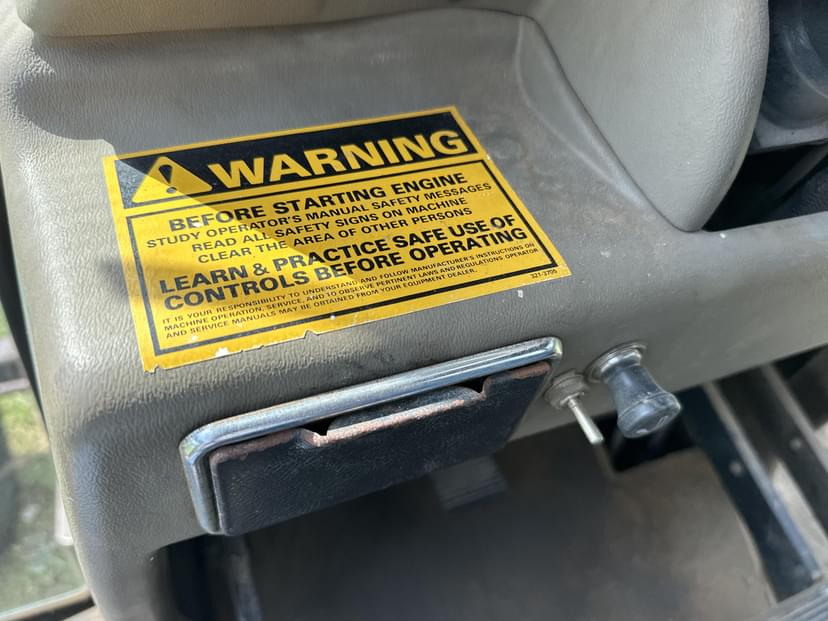 WARNING
BEFORE STARTING ENGINE
STUDY OPERATOR'S MANUAL SAFETY MESSAGES
READ ALL SAFETY SIGNS ON MACHINE
CLEAR THE AREA OF OTHER PERSONS
LEARN & PRACTICE SAFE USE OF
CONTROLS BEFORE OPERATING
IT IS YOUR RESPONSIBILITY TO UNDERSTAND AND FOLLOW MANUFACTURER'S INSTRUCTIONS ON
MACHINE OPERATION, SERVICE, AND TO OBSERVE PERTINENT LAWS AND REGULATIONS OPERATOR
AND SERVICE MANUALS MAY BE OBTAINED FROM YOUR EQUIPMENT DEALER.
321-3705